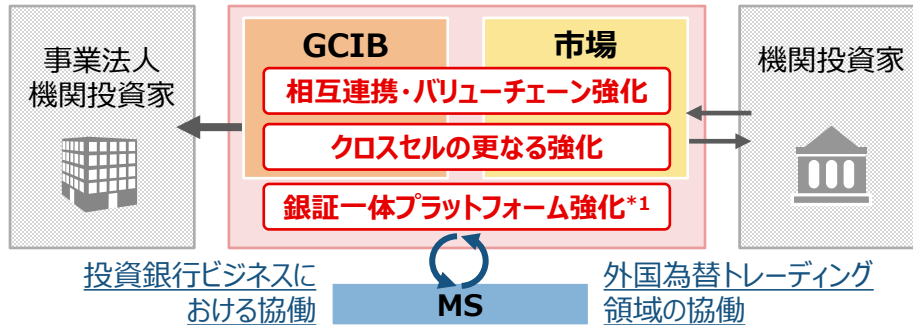 事業法人
機関投資家
GCIB
市場
機関投資家
相互連携・バリューチェーン強化
クロスセルの更なる強化
銀証一体プラットフォーム強化*1
投資銀行ビジネスに
おける協働
MS
外国為替トレーディング
領域の協働